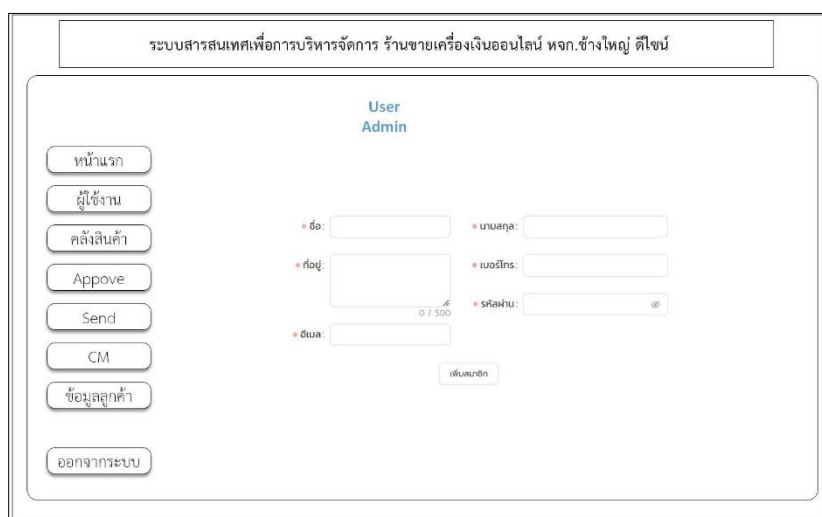 ระบบสารสนเทศเพื่อการบริหารจัดการ ร้านขายเครื่องเงินออนไลน์ หจก.ช้างใหญ่ ดีไซน์
User
Admin
หน้าแรก
ผู้ใช้งาน
คลังสินค้า
Appove
Send
CM
ข้อมูลลูกค้า
ออกจากระบบ
* ชื่อ:
* นามสกุล:
* ที่อยู่:
0 / 500
* เบอร์โทร:
* รหัสผ่าน:
* อีเมล:
เพิ่มสมาชิก